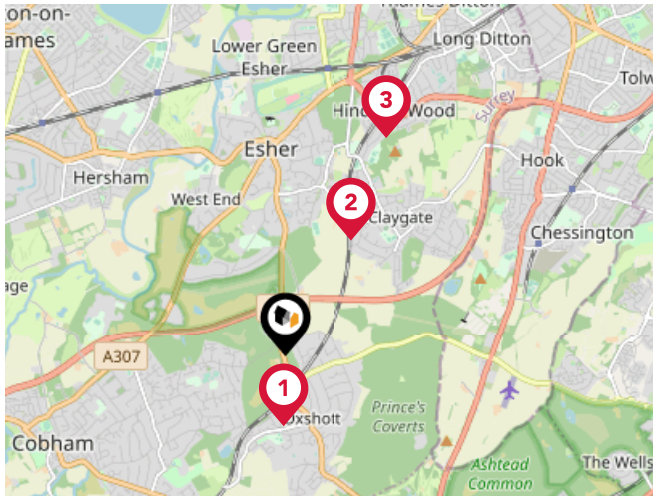 Thames Ditton
on-on-
ames
Lower Green
Esher
Long Ditton
Tolw
3
Hin
Wood
Surrey
Esher
Hook
Hersham
West End
2
Claygate
Chessington
age
A307
1
Oxshott
Prince's
Coverts
Cobham
Ashtead
Common
The Wells